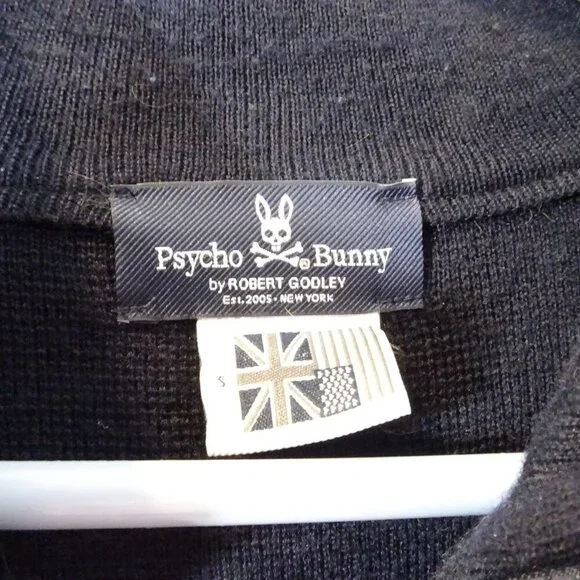 Psycho Bunny
by ROBERT GODLEY
EST. 2005 • NEW YORK
S